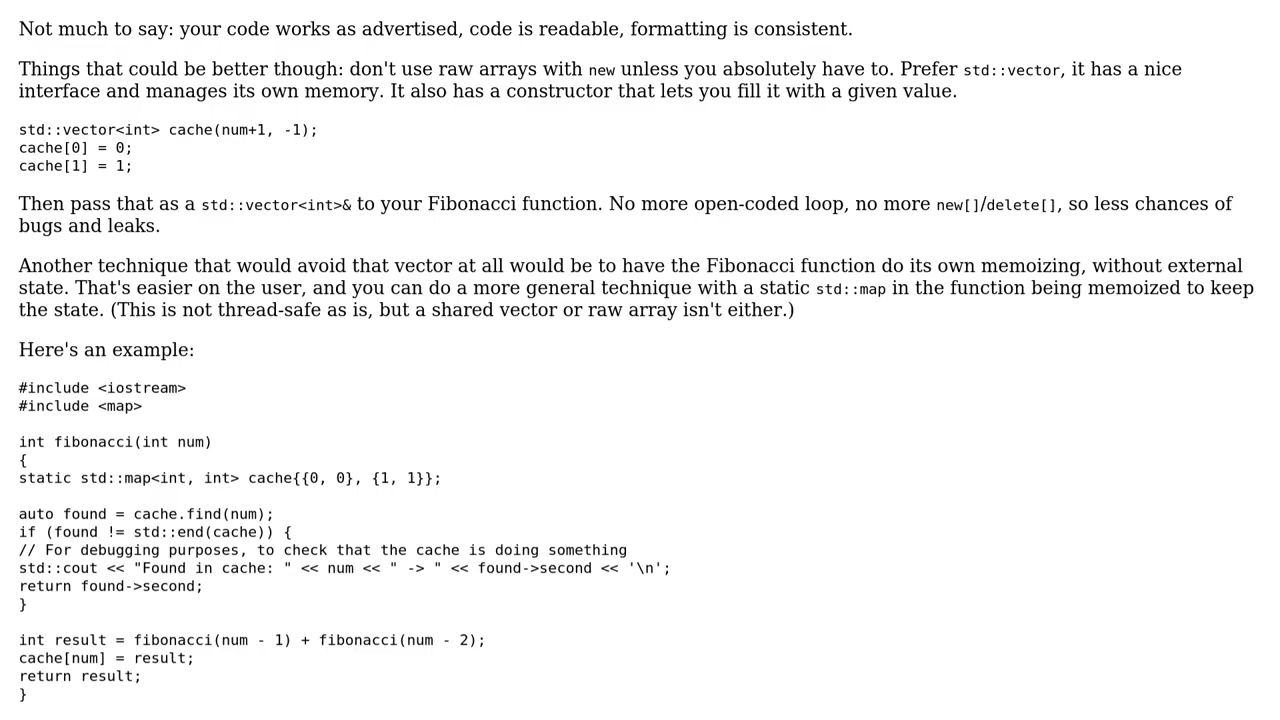 Not much to say: your code works as advertised, code is readable, formatting is consistent.
Things that could be better though: don't use raw arrays with new unless you absolutely have to. Prefer std::vector, it has a nice
interface and manages its own memory. It also has a constructor that lets you fill it with a given value.
std::vector<int> cache(num+1, -1);
cache[0] = 0;
cache[1] = 1;
Then pass that as a std::vector<int>& to your Fibonacci function. No more open-coded loop, no more new[]/delete[], so less chances of
bugs and leaks.
Another technique that would avoid that vector at all would be to have the Fibonacci function do its own memoizing, without external
state. That's easier on the user, and you can do a more general technique with a static std::map in the function being memoized to keep
the state. (This is not thread-safe as is, but a shared vector or raw array isn't either.)
Here's an example:
#include <iostream>
#include <map>
int fibonacci(int num)
{
static std::map<int, int> cache{{0, 0}, {1, 1}};
auto found = cache.find(num);
if (found != std::end(cache)) {
// For debugging purposes, to check that the cache is doing something
std::cout << "Found in cache: " << num << " -> " << found->second << '\n';
return found->second;
}
int result = fibonacci(num - 1) + fibonacci(num - 2);
cache[num] = result;
return result;
}